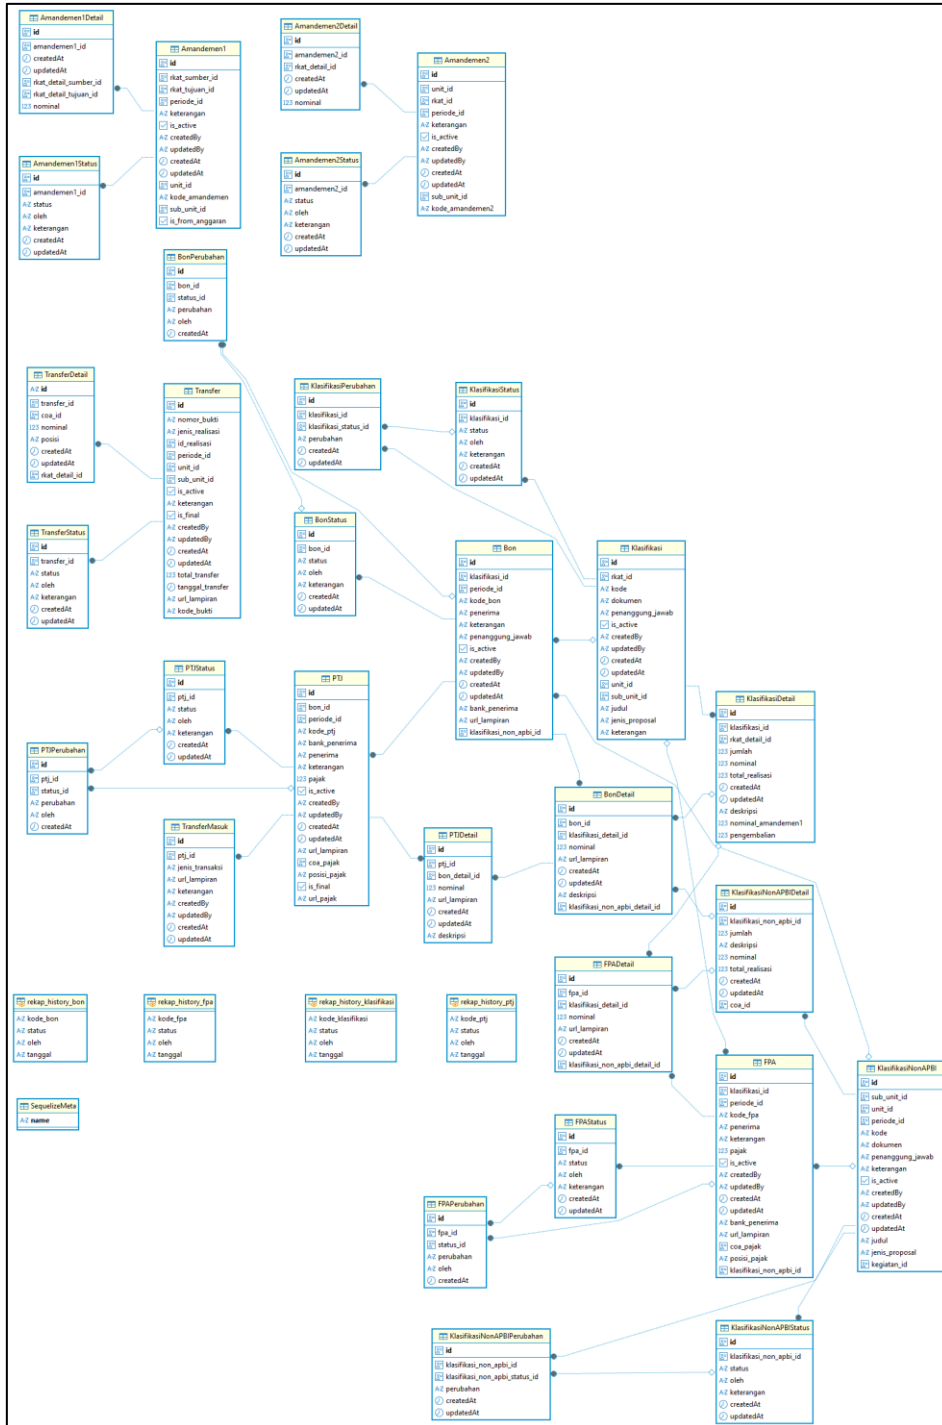 Amandemen1Detail
id
amandemen1_id
createdAt
updatedAt
rkat_detail_sumber_id
rkat_detail_tujuan_id
nominal
Amandemen1
id
rkat_sumber_id
rkat_tujuan_id
periode_id
keterangan
is_active
createdBy
updatedBy
createdAt
updatedAt
unit_id
kode_amandemen
sub_unit_id
is_from_anggaran
Amandemen2Detail
id
amandemen2_id
rkat_detail_id
createdAt
updatedAt
nominal
Amandemen2
id
unit_id
rkat_id
periode_id
keterangan
is_active
createdBy
updatedBy
createdAt
updatedAt
sub_unit_id
kode_amandemen2
Amandemen1Status
id
amandemen1_id
status
oleh
keterangan
createdAt
updatedAt
Amandemen2Status
id
amandemen2_id
status
oleh
keterangan
createdAt
updatedAt
BonPerubahan
id
bon_id
status_id
perubahan
oleh
createdAt
TransferDetail
id
transfer_id
coa_id
nominal
posisi
createdAt
updatedAt
rkat_detail_id
Transfer
id
nomor_bukti
jenis_realisasi
id_realisasi
periode_id
unit_id
sub_unit_id
is_active
keterangan
is_final
createdBy
updatedBy
createdAt
updatedAt
total_transfer
tanggal_transfer
url_lampiran
kode_bukti
KlasifikasiPerubahan
id
klasifikasi_id
klasifikasi_status_id
perubahan
createdAt
updatedAt
KlasifikasiStatus
id
klasifikasi_id
status
oleh
keterangan
createdAt
updatedAt
TransferStatus
id
transfer_id
status
oleh
keterangan
createdAt
updatedAt
BonStatus
id
bon_id
status
oleh
keterangan
createdAt
updatedAt
Bon
id
klasifikasi_id
periode_id
kode_bon
penerima
keterangan
penanggung_jawab
is_active
createdBy
updatedBy
createdAt
updatedAt
bank_penerima
url_lampiran
klasifikasi_non_apbi_id
Klasifikasi
id
rkat_id
kode
dokumen
penanggung_jawab
is_active
createdBy
updatedBy
createdAt
updatedAt
unit_id
sub_unit_id
judul
jenis_proposal
keterangan
PTJStatus
id
ptj_id
status
oleh
keterangan
createdAt
updatedAt
PTJ
id
bon_id
periode_id
kode_ptj
bank_penerima
penerima
keterangan
pajak
is_active
createdBy
updatedBy
createdAt
updatedAt
url_lampiran
coa_pajak
posisi_pajak
is_final
url_pajak
KlasifikasiDetail
id
klasifikasi_id
rkat_detail_id
jumlah
nominal
total_realisasi
createdAt
updatedAt
deskripsi
nominal_amandemen1
pengembalian
PTJPerubahan
id
ptj_id
status_id
perubahan
oleh
createdAt
BonDetail
id
bon_id
klasifikasi_detail_id
nominal
url_lampiran
createdAt
updatedAt
deskripsi
klasifikasi_non_apbi_detail_id
TransferMasuk
id
ptj_id
jenis_transaksi
url_lampiran
keterangan
createdBy
updatedBy
createdAt
updatedAt
PTJDetail
id
ptj_id
bon_detail_id
nominal
url_lampiran
createdAt
updatedAt
deskripsi
KlasifikasiNonAPBIDetail
id
klasifikasi_non_apbi_id
jumlah
deskripsi
nominal
total_realisasi
createdAt
updatedAt
coa_id
FPADetail
id
fpa_id
klasifikasi_detail_id
nominal
url_lampiran
createdAt
updatedAt
klasifikasi_non_apbi_detail_id
rekap_history_bon
kode_bon
status
oleh
tanggal
rekap_history_fpa
kode_fpa
status
oleh
tanggal
rekap_history_klasifikasi
kode_klasifikasi
status
oleh
tanggal
rekap_history_ptj
kode_ptj
status
oleh
tanggal
FPA
id
klasifikasi_id
periode_id
kode_fpa
penerima
keterangan
pajak
is_active
createdBy
updatedBy
createdAt
updatedAt
bank_penerima
url_lampiran
coa_pajak
posisi_pajak
klasifikasi_non_apbi_id
KlasifikasiNonAPBI
id
sub_unit_id
unit_id
periode_id
kode
dokumen
penanggung_jawab
keterangan
is_active
createdBy
updatedBy
createdAt
updatedAt
judul
jenis_proposal
kegiatan_id
SequelizeMeta
name
FPAStatus
id
fpa_id
status
oleh
keterangan
createdAt
updatedAt
FPAPerubahan
id
fpa_id
status_id
perubahan
oleh
createdAt
KlasifikasiNonAPBIPerubahan
id
klasifikasi_non_apbi_id
klasifikasi_non_apbi_status_id
perubahan
createdAt
updatedAt
KlasifikasiNonAPBIStatus
id
klasifikasi_non_apbi_id
status
oleh
keterangan
createdAt
updatedAt